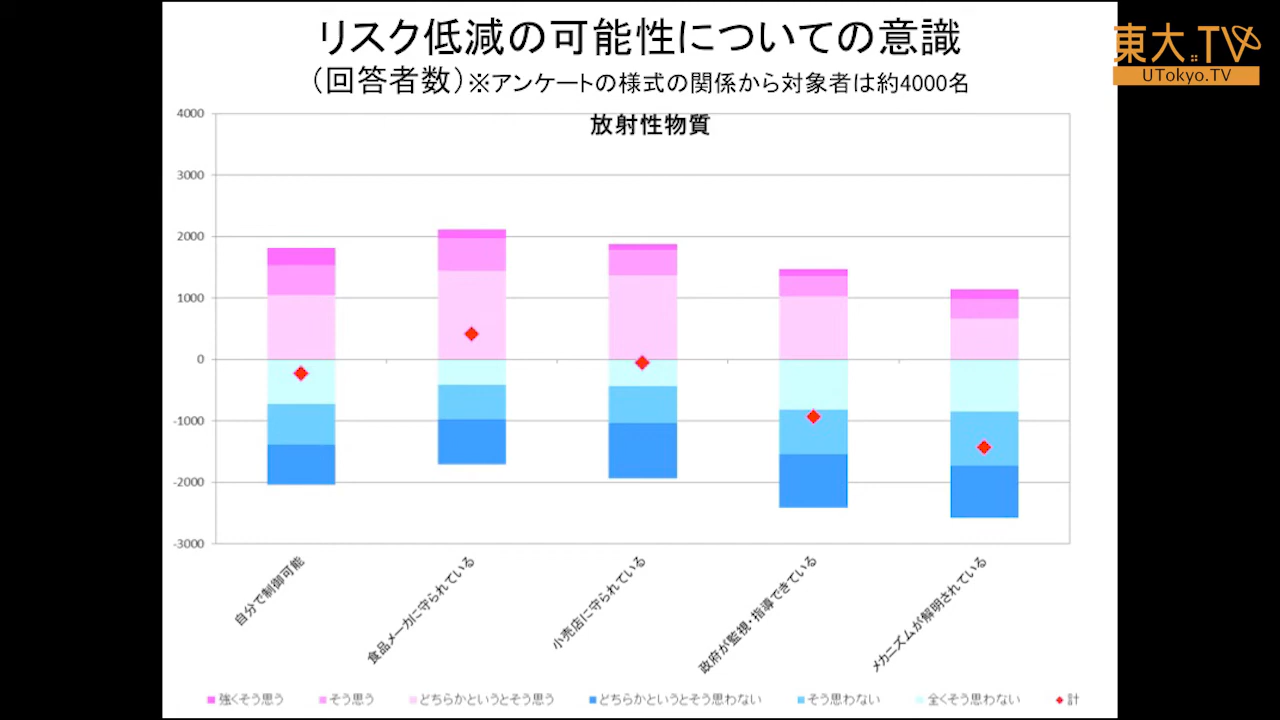 リスク低減の可能性についての意識
（回答者数）※アンケートの様式の関係から対象者は約4000名
東大.TV
UTokyo.TV
放射性物質
4000
3000
2000
1000
0
-1000
-2000
-3000
自分で制御可能
食品メーカに守られている
小売店に守られている
政府が監視・指導できている
メカニズムが解明されている
強くそう思う
そう思う
どちらかというとそう思う
どちらかというとそう思わない
そう思わない
全くそう思わない
計